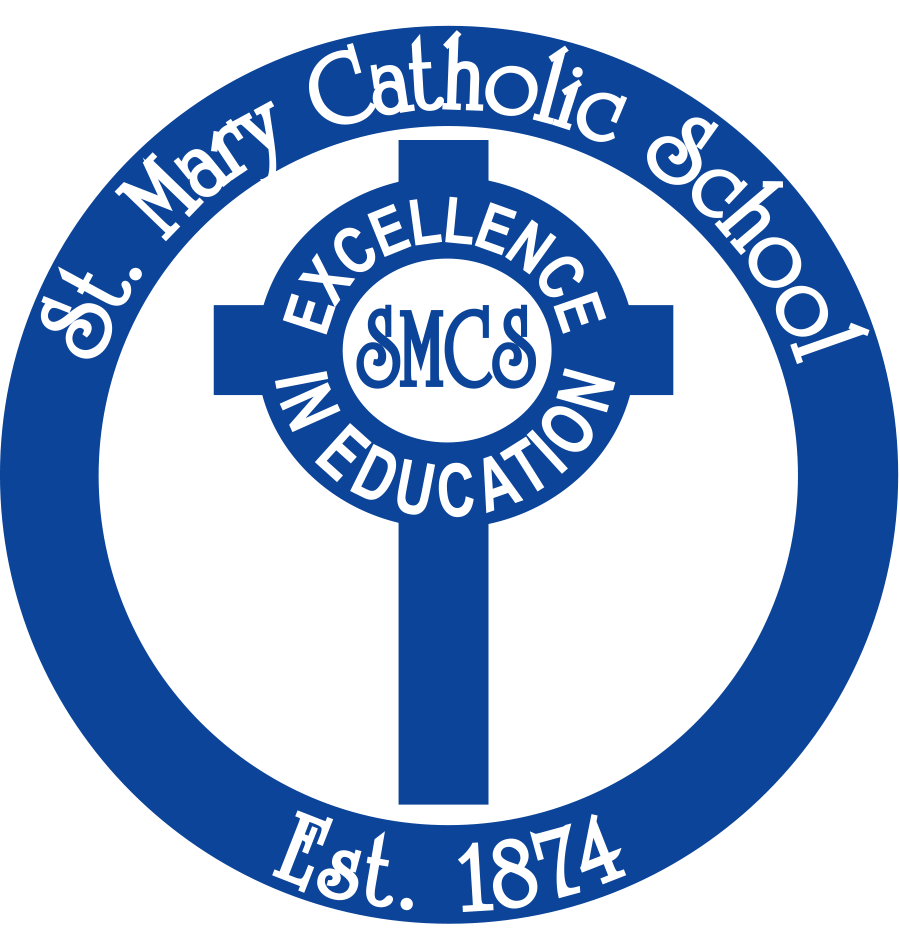 St. Mary Catholic School
EXCELLENCE
SMCS
IN EDUCATION
Est. 1874